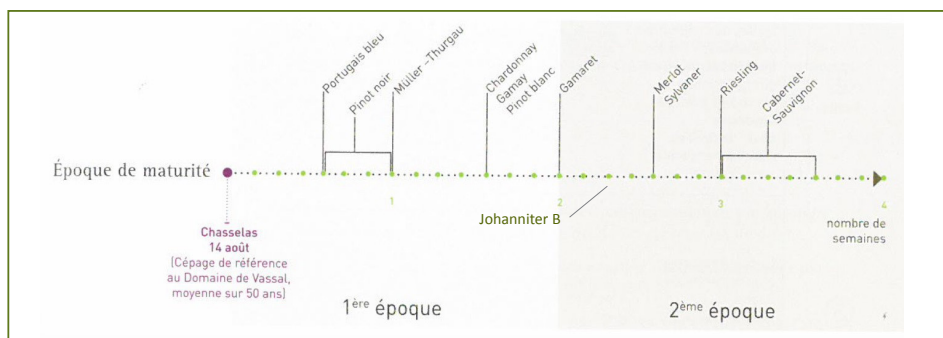 Portugais bleu
Pinot noir
Müller –Thurgau
Chardonnay
Gamay
Pinot blanc
Gamaret
Merlot
Sylvaner
Riesling
Cabernet-
Sauvignon
Époque de maturité
1
2
3
4
Johanniter B
nombre de
semaines
Chasselas
14 août
(Cépage de référence
au Domaine de Vassal,
moyenne sur 50 ans)
1ère époque
2ème époque